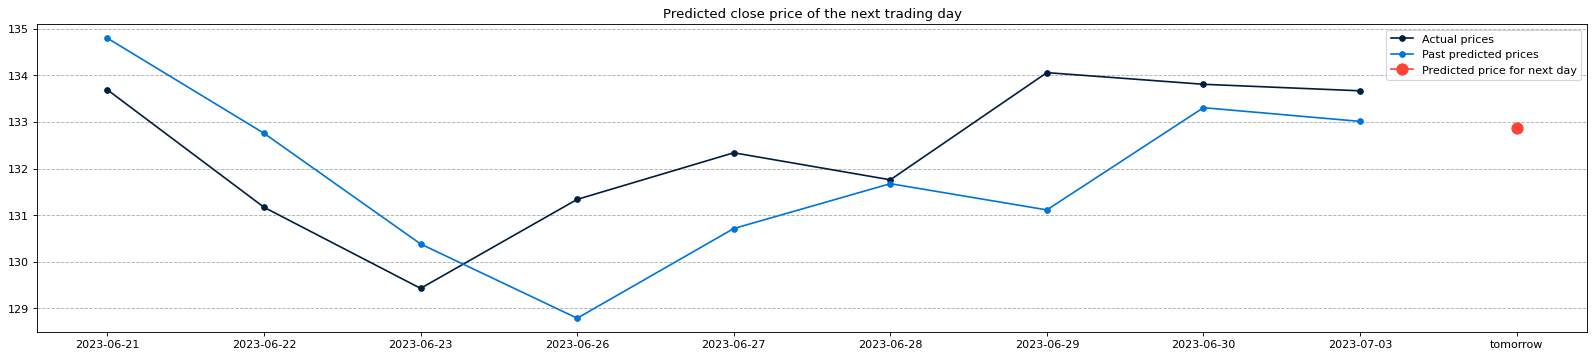 Predicted close price of the next trading day
135
134
133
132
131
130
129
Actual prices
Past predicted prices
Predicted price for next day
2023-06-21 2023-06-22 2023-06-23 2023-06-26 2023-06-27 2023-06-28 2023-06-29 2023-06-30 2023-07-03 tomorrow